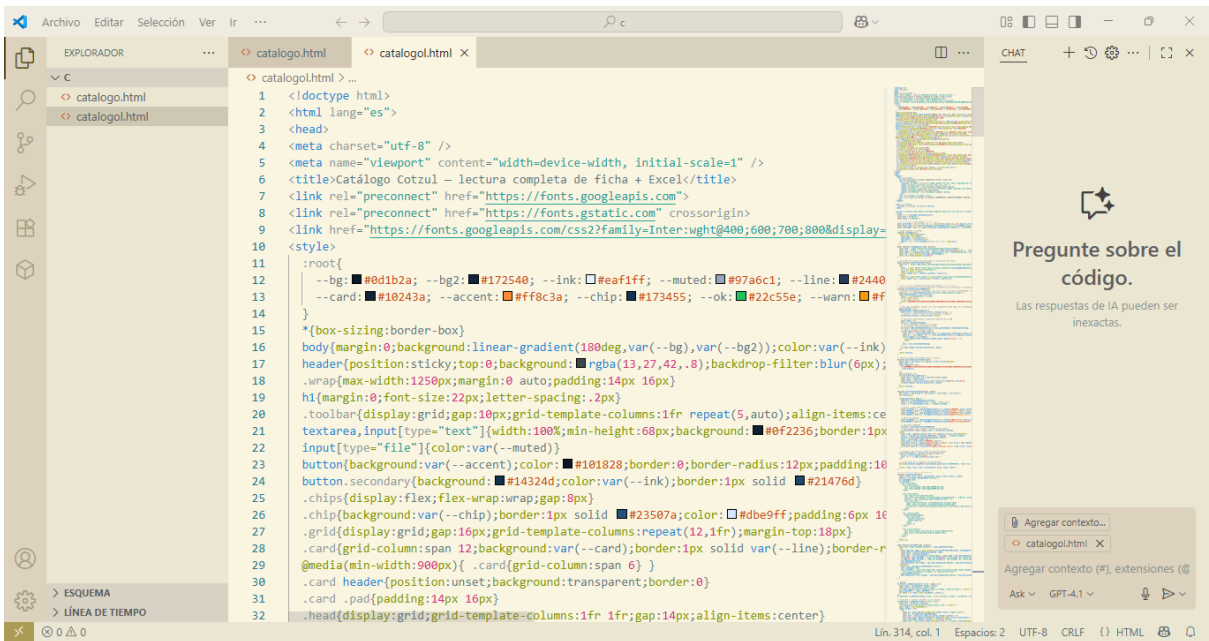 Archivo Editar Selección Ver Ir ···
c
EXPLORADOR ···
C
catalogo.html
catalogol.html
ESQUEMA
LÍNEA DE TIEMPO
catalogo.html
catalogol.html ×
···
catalogol.html > ...
1 <!doctype html>
2 <html lang="es">
3 <head>
4 <meta charset="utf-8" />
5 <meta name="viewport" content="width=device-width, initial-scale=1" />
6 <title>Catálogo Cotzul — lectura completa de ficha + Excel</title>
7 <link rel="preconnect" href="https://fonts.googleapis.com">
8 <link rel="preconnect" href="https://fonts.gstatic.com" crossorigin>
9 <link href="https://fonts.googleapis.com/css2?family=Inter:wght@400;600;700;800&display=
10 <style>
11 :root{
12 --bg:#0d1b2a; --bg2:#172540; --ink:#eaf1ff; --muted:#97a6c1; --line:#2440
13 --card:#10243a; --accent:#ff8c3a; --chip:#173455; --ok:#22c55e; --warn:#f
14 }
15 *{box-sizing:border-box}
16 body{margin:0;background:linear-gradient(180deg,var(--bg),var(--bg2));color:var(--ink)
17 header{position:sticky;top:0;background:rgba(13,27,42,.8);backdrop-filter:blur(6px);
18 .wrap{max-width:1250px;margin:0 auto;padding:14px 16px}
19 h1{margin:0;font-size:22px;letter-spacing:.2px}
20 .toolbar{display:grid;gap:10px;grid-template-columns:1fr repeat(5,auto);align-items:ce
21 textarea,input[type="text"]{width:100%;min-height:68px;background:#0f2236;border:1px
22 input[type="file"]{color:var(--muted)}
23 button{background:var(--accent);color:#101828;border:0;border-radius:12px;padding:10
24 button.secondary{background:#14324d;color:var(--ink);border:1px solid #21476d}
25 .chips{display:flex;flex-wrap:wrap;gap:8px}
26 .chip{background:var(--chip);border:1px solid #23507a;color:#dbe9ff;padding:6px 10
27 .grid{display:grid;gap:16px;grid-template-columns:repeat(12,1fr);margin-top:18px}
28 .card{grid-column:span 12;background:var(--card);border:1px solid var(--line);border-r
29 @media(min-width:900px){ .card{grid-column:span 6} }
30 .card header{position:unset;background:transparent;border:0}
31 .card .pad{padding:14px 16px}
32 .head{display:grid;grid-template-columns:1fr 1fr;gap:14px;align-items:center}
CHAT
Pregunte sobre el
código.
Las respuestas de IA pueden ser
inexactas.
Agregar contexto...
catalogol.html ×
Agregar contexto (#), extensiones (@
Ask GPT-4.1
0 0
Lín. 314, col. 1 Espacios: 2 UTF-8 CRLF {} HTML